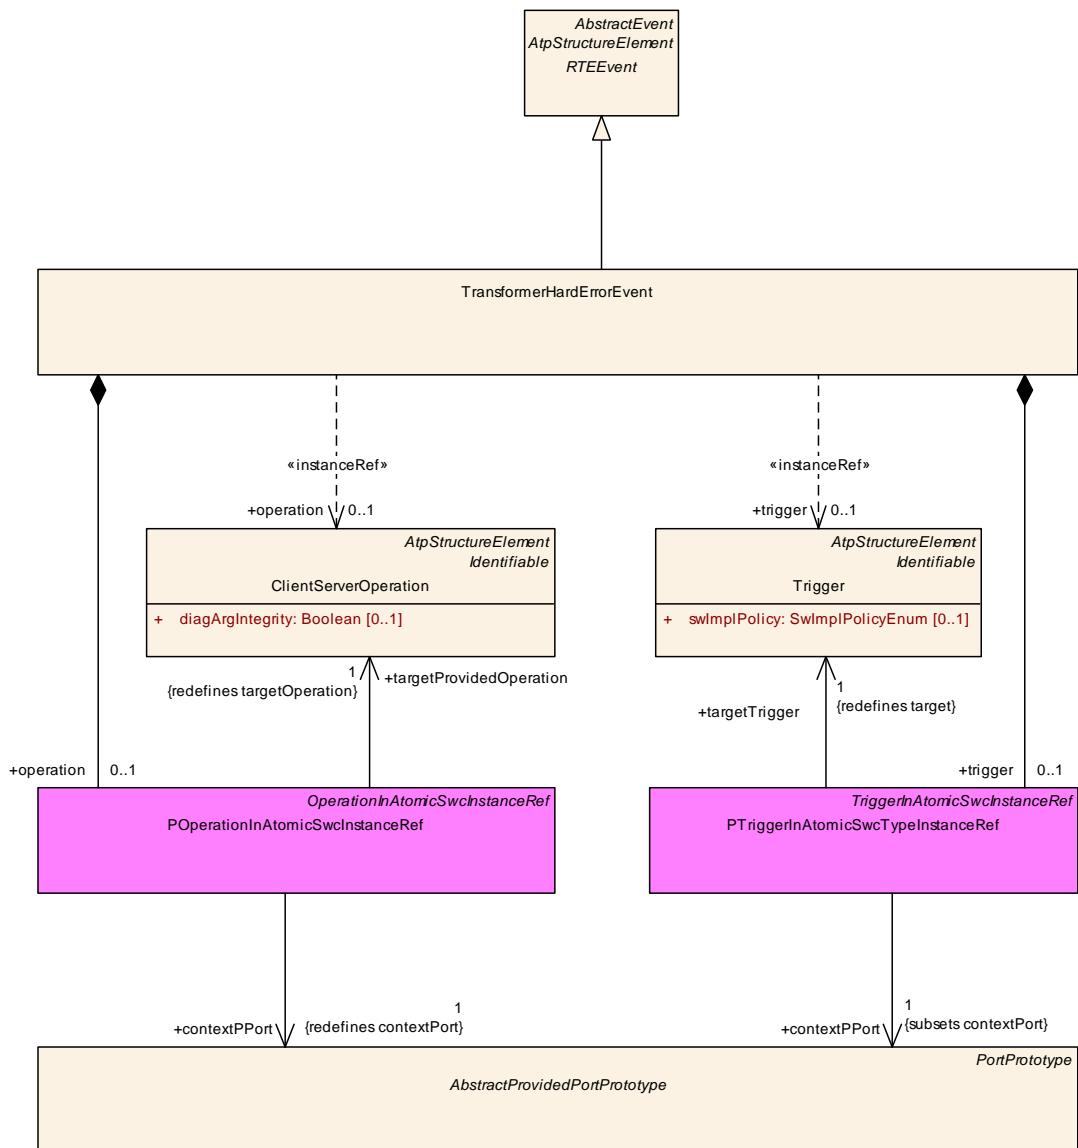 AbstractEvent
AtpStructureElement
RTEEvent
TransformerHardErrorEvent
«instanceRef»
«instanceRef»
+operation
0..1
+trigger
0..1
AtpStructureElement
Identifiable
ClientServerOperation
+ diagArgIntegrity: Boolean [0..1]
AtpStructureElement
Identifiable
Trigger
+ swImplPolicy: SwImplPolicyEnum [0..1]
1
{redefines targetOperation}
+targetProvidedOperation
1
{redefines target}
+targetTrigger
+operation
0..1
+trigger
0..1
OperationInAtomicSwcInstanceRef
POperationInAtomicSwcInstanceRef
TriggerInAtomicSwcInstanceRef
PTriggerInAtomicSwcTypeInstanceRef
1
+contextPPort
{redefines contextPort}
1
+contextPPort
{subsets contextPort}
PortPrototype
AbstractProvidedPortPrototype